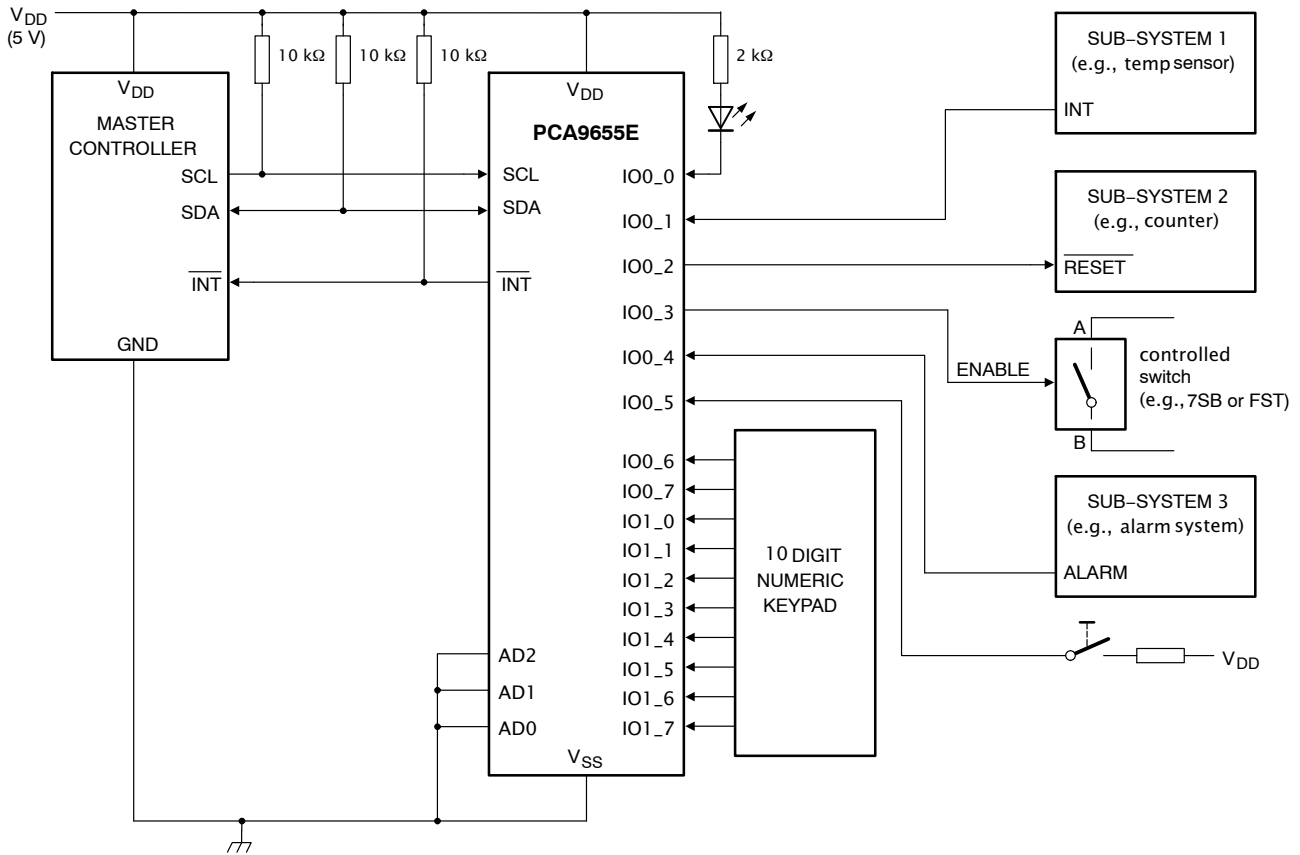 VDD
(5 V)
10 kΩ
10 kΩ
10 kΩ
2 kΩ
VDD
MASTER
CONTROLLER
SCL
SDA
INT
GND
VDD
PCA9655E
SCL
SDA
INT
AD2
AD1
AD0
VSS
IO0_0
IO0_1
IO0_2
IO0_3
IO0_4
IO0_5
IO0_6
IO0_7
IO1_0
IO1_1
IO1_2
IO1_3
IO1_4
IO1_5
IO1_6
IO1_7
10 DIGIT
NUMERIC
KEYPAD
SUB−SYSTEM 1
(e.g., temp sensor)
INT
SUB−SYSTEM 2
(e.g., counter)
RESET
A
ENABLE
B
controlled
switch
(e.g., 7SB or FST)
SUB−SYSTEM 3
(e.g., alarm system)
ALARM
VDD